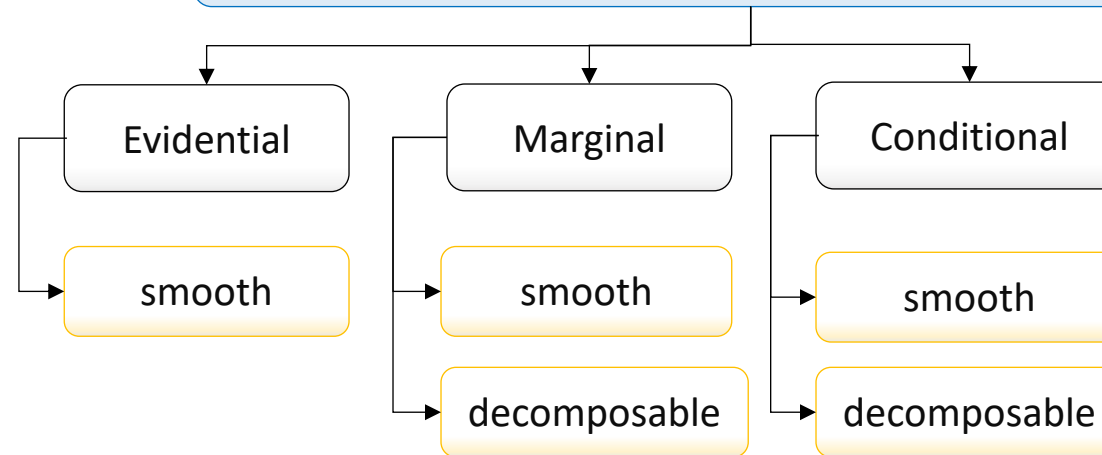 Evidential
Marginal
Conditional
smooth
smooth
smooth
decomposable
decomposable